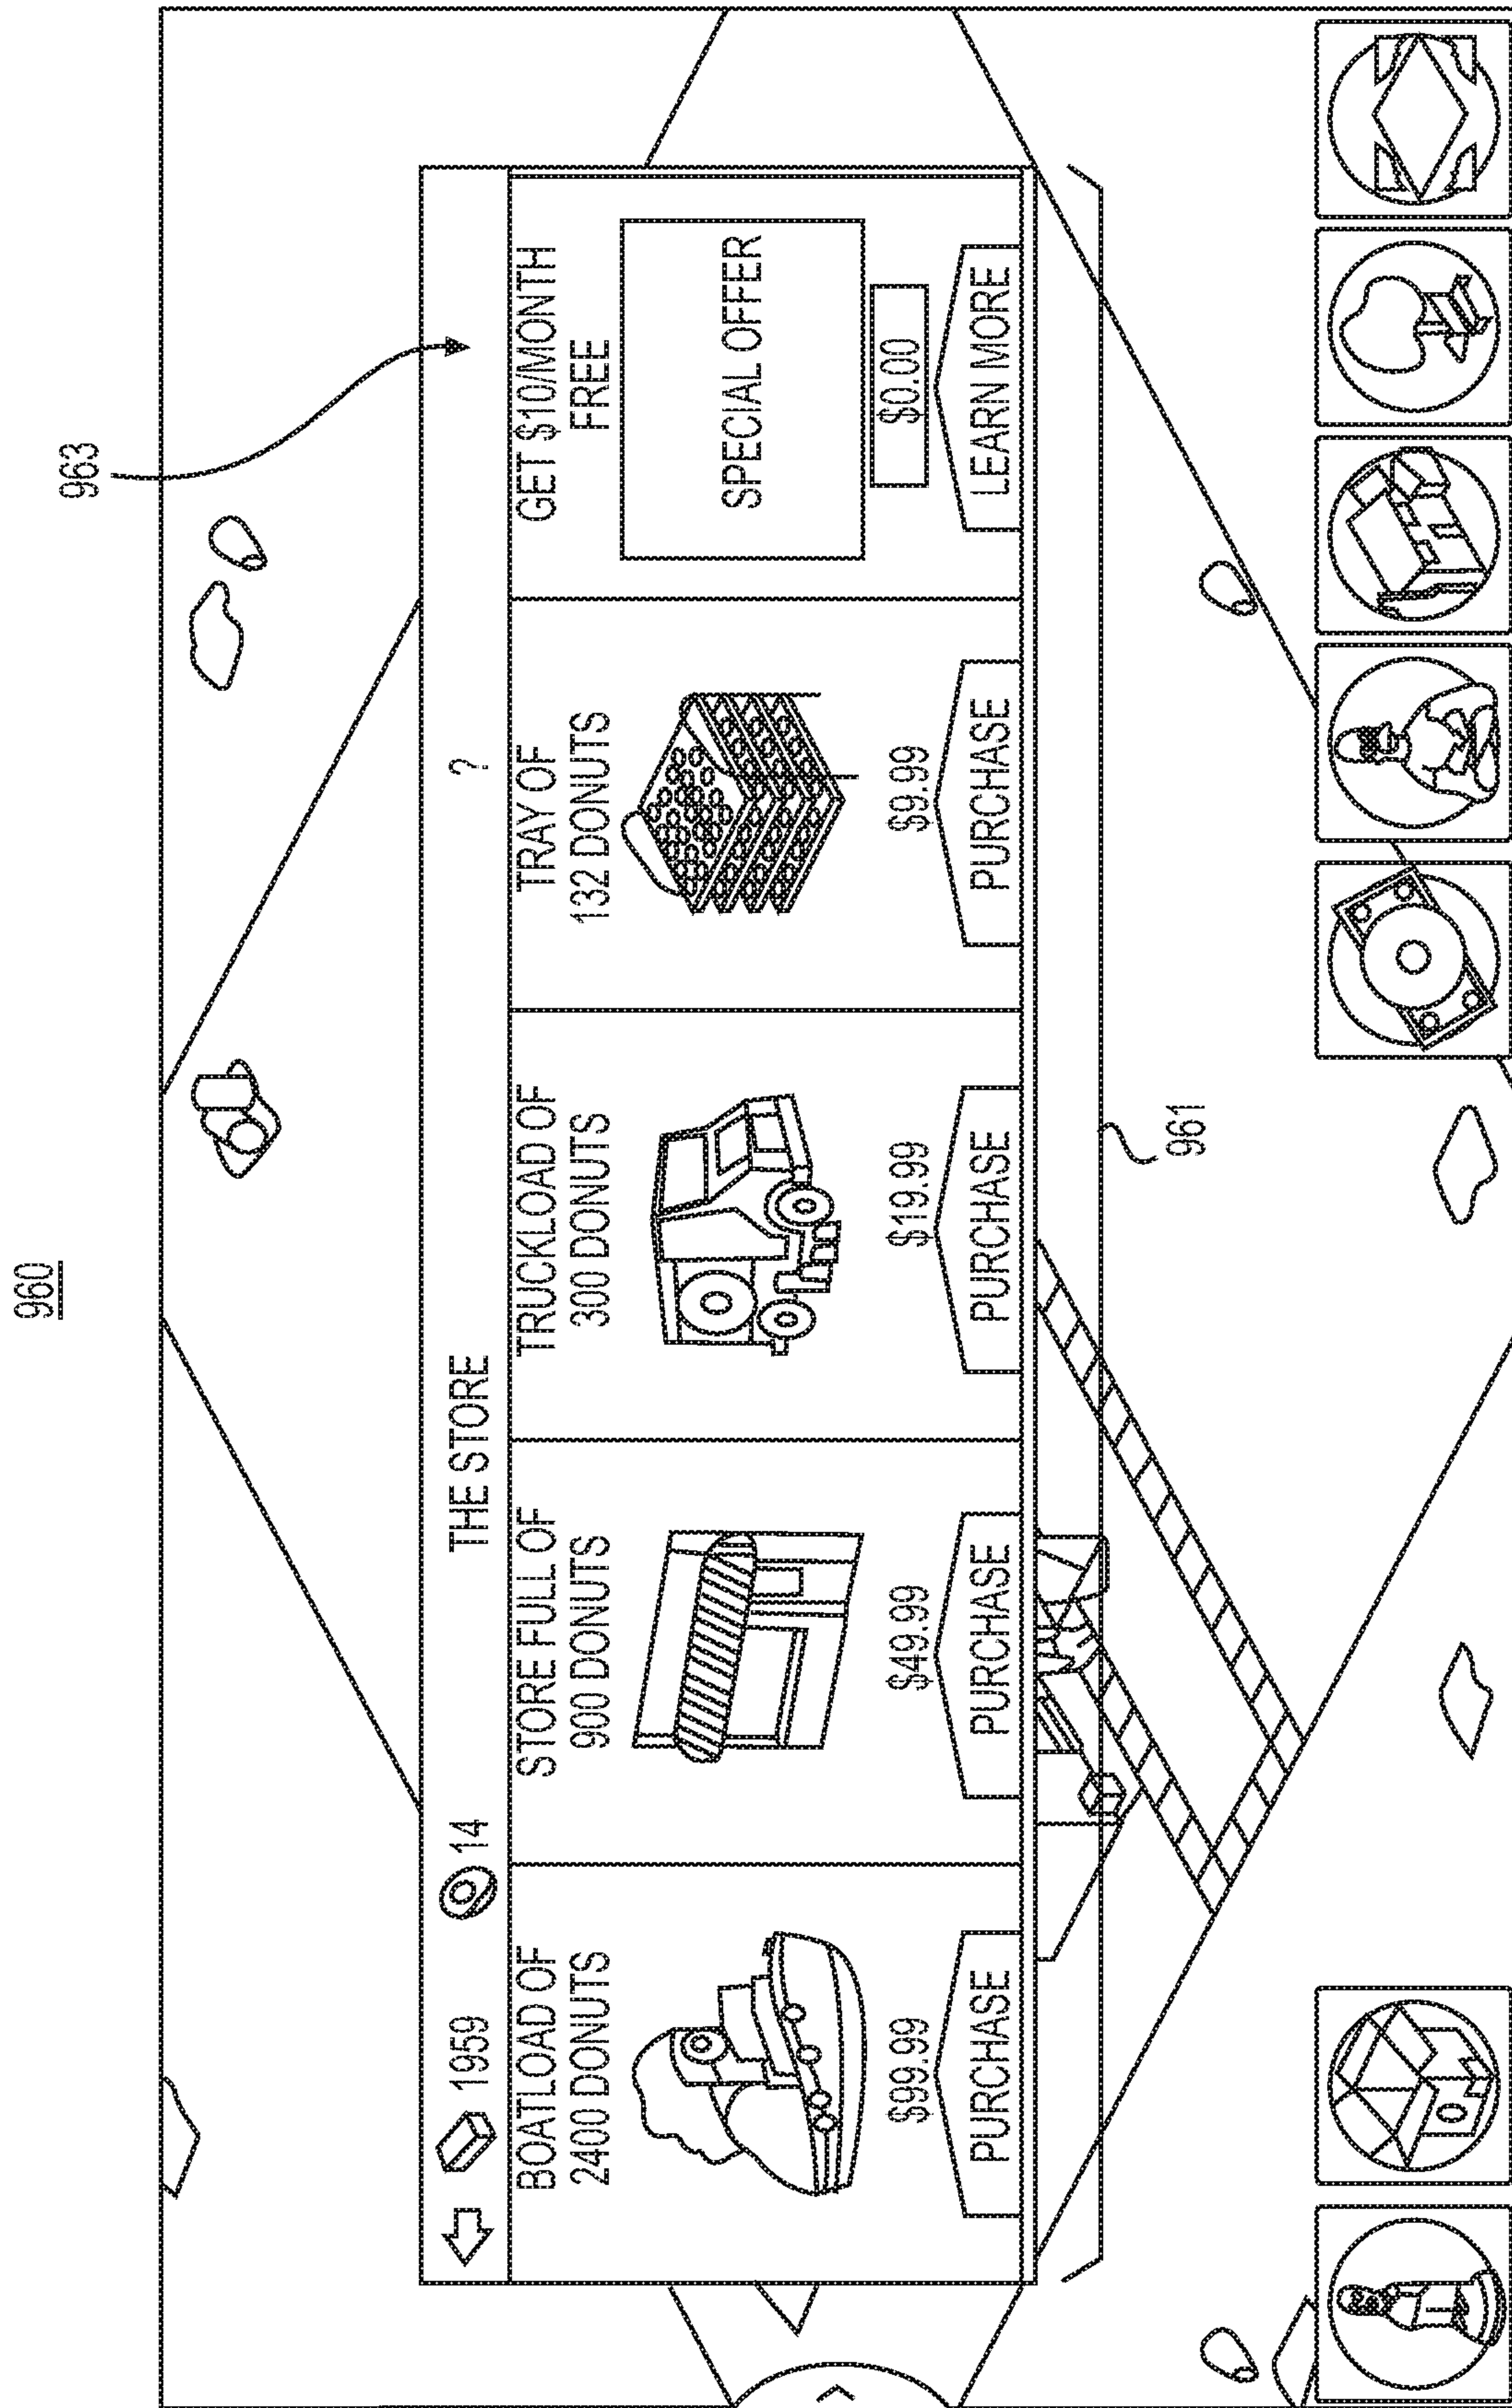 960
963
1959
14
THE STORE
?
BOATLOAD OF
2400 DONUTS
$99.99
PURCHASE
STORE FULL OF
900 DONUTS
$49.99
PURCHASE
TRUCKLOAD OF
300 DONUTS
$19.99
PURCHASE
TRAY OF
132 DONUTS
$9.99
PURCHASE
GET $10/MONTH
FREE
SPECIAL OFFER
$0.00
LEARN MORE
961